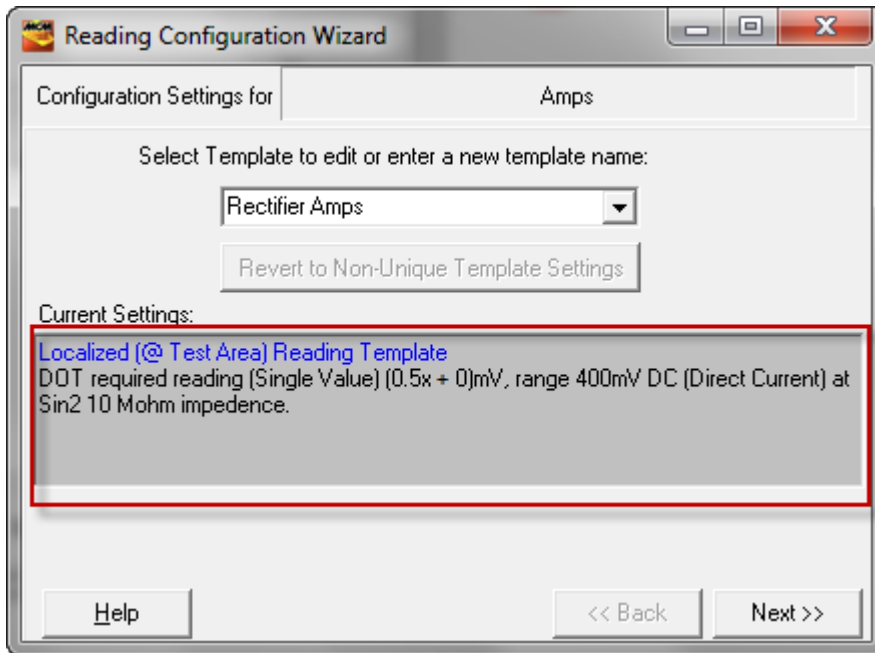 MCM
Reading Configuration Wizard
Configuration Settings for
Amps
Select Template to edit or enter a new template name:
Rectifier Amps
Revert to Non-Unique Template Settings
Current Settings:
Localized (@ Test Area) Reading Template
DOT required reading (Single Value) (0.5x + 0)mV, range 400mV DC (Direct Current) at
Sin2 10 Mohm impedence.
Help
<< Back
Next >>